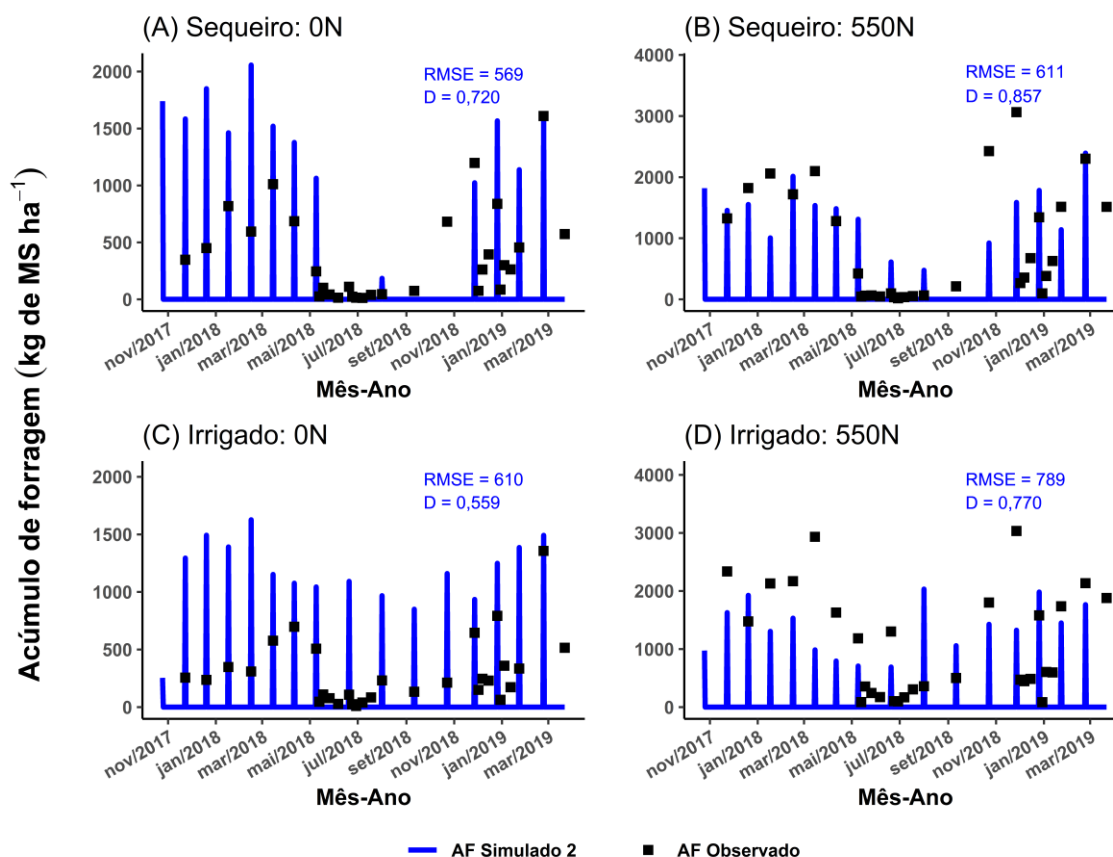 Acúmulo de forragem (kg de MS ha⁻¹)
(A) Sequeiro: 0N
RMSE = 569
D = 0,720
2000
1500
1000
500
0
nov/2017
jan/2018
mar/2018
mai/2018
jul/2018
set/2018
nov/2018
jan/2019
mar/2019
Mês-Ano
(B) Sequeiro: 550N
RMSE = 611
D = 0,857
4000
3000
2000
1000
0
nov/2017
jan/2018
mar/2018
mai/2018
jul/2018
set/2018
nov/2018
jan/2019
mar/2019
Mês-Ano
(C) Irrigado: 0N
RMSE = 610
D = 0,559
2000
1500
1000
500
0
nov/2017
jan/2018
mar/2018
mai/2018
jul/2018
set/2018
nov/2018
jan/2019
mar/2019
Mês-Ano
(D) Irrigado: 550N
RMSE = 789
D = 0,770
4000
3000
2000
1000
0
nov/2017
jan/2018
mar/2018
mai/2018
jul/2018
set/2018
nov/2018
jan/2019
mar/2019
Mês-Ano
AF Simulado 2
AF Observado